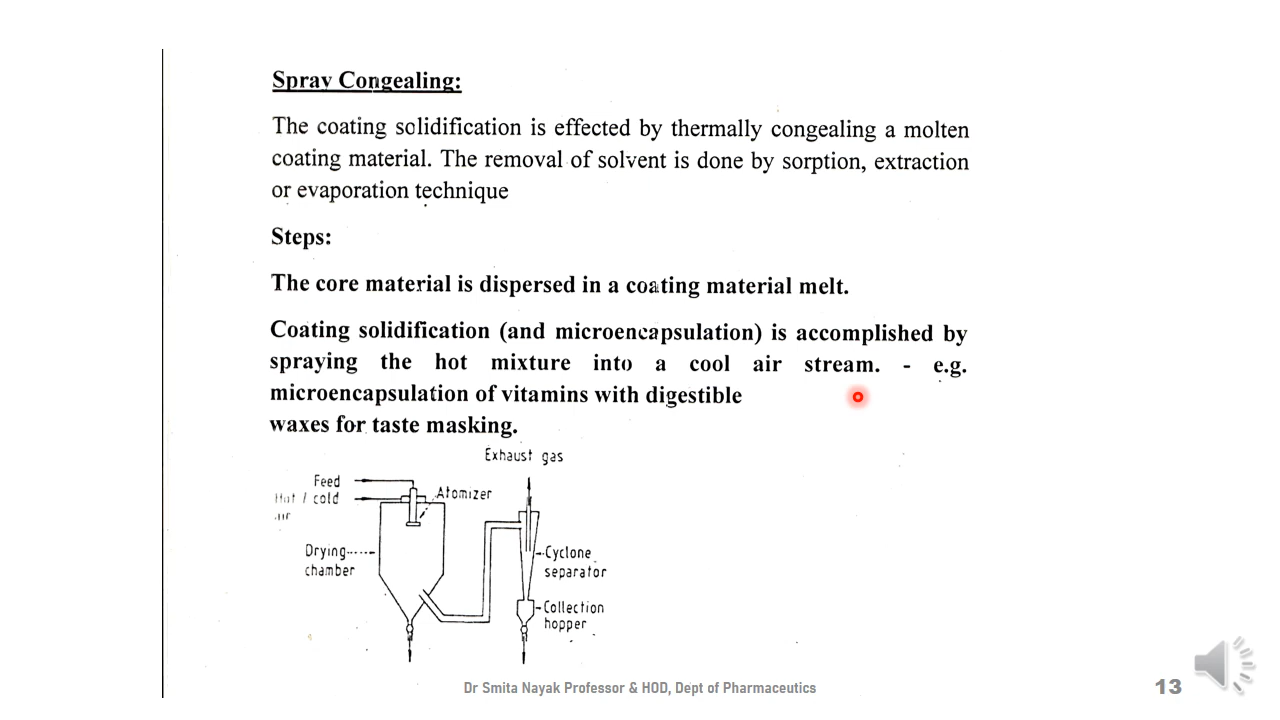 Spray Congealing:
The coating solidification is effected by thermally congealing a molten
coating material. The removal of solvent is done by sorption, extraction
or evaporation technique
Steps:
The core material is dispersed in a coating material melt.
Coating solidification (and microencapsulation) is accomplished by
spraying the hot mixture into a cool air stream. - e.g.
microencapsulation of vitamins with digestible
waxes for taste masking.
Exhaust gas
Feed
Hot / cold
air
Atomizer
Drying
chamber
Cyclone
separator
Collection
hopper
Dr Smita Nayak Professor & HOD, Dept of Pharmaceutics
13